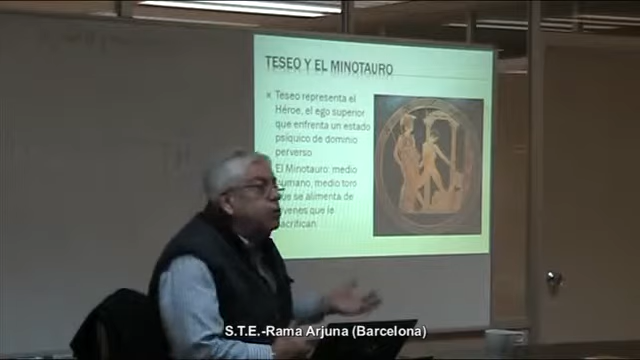 TESEO Y EL MINOTAURO
Teseo representa el
Héroe, el ego superior
que enfrenta un estado
psíquico de dominio
perverso
El Minotauro: medio
humano, medio toro
que se alimenta de
jóvenes que le
sacrifican
S.T.E.-Rama Arjuna (Barcelona)